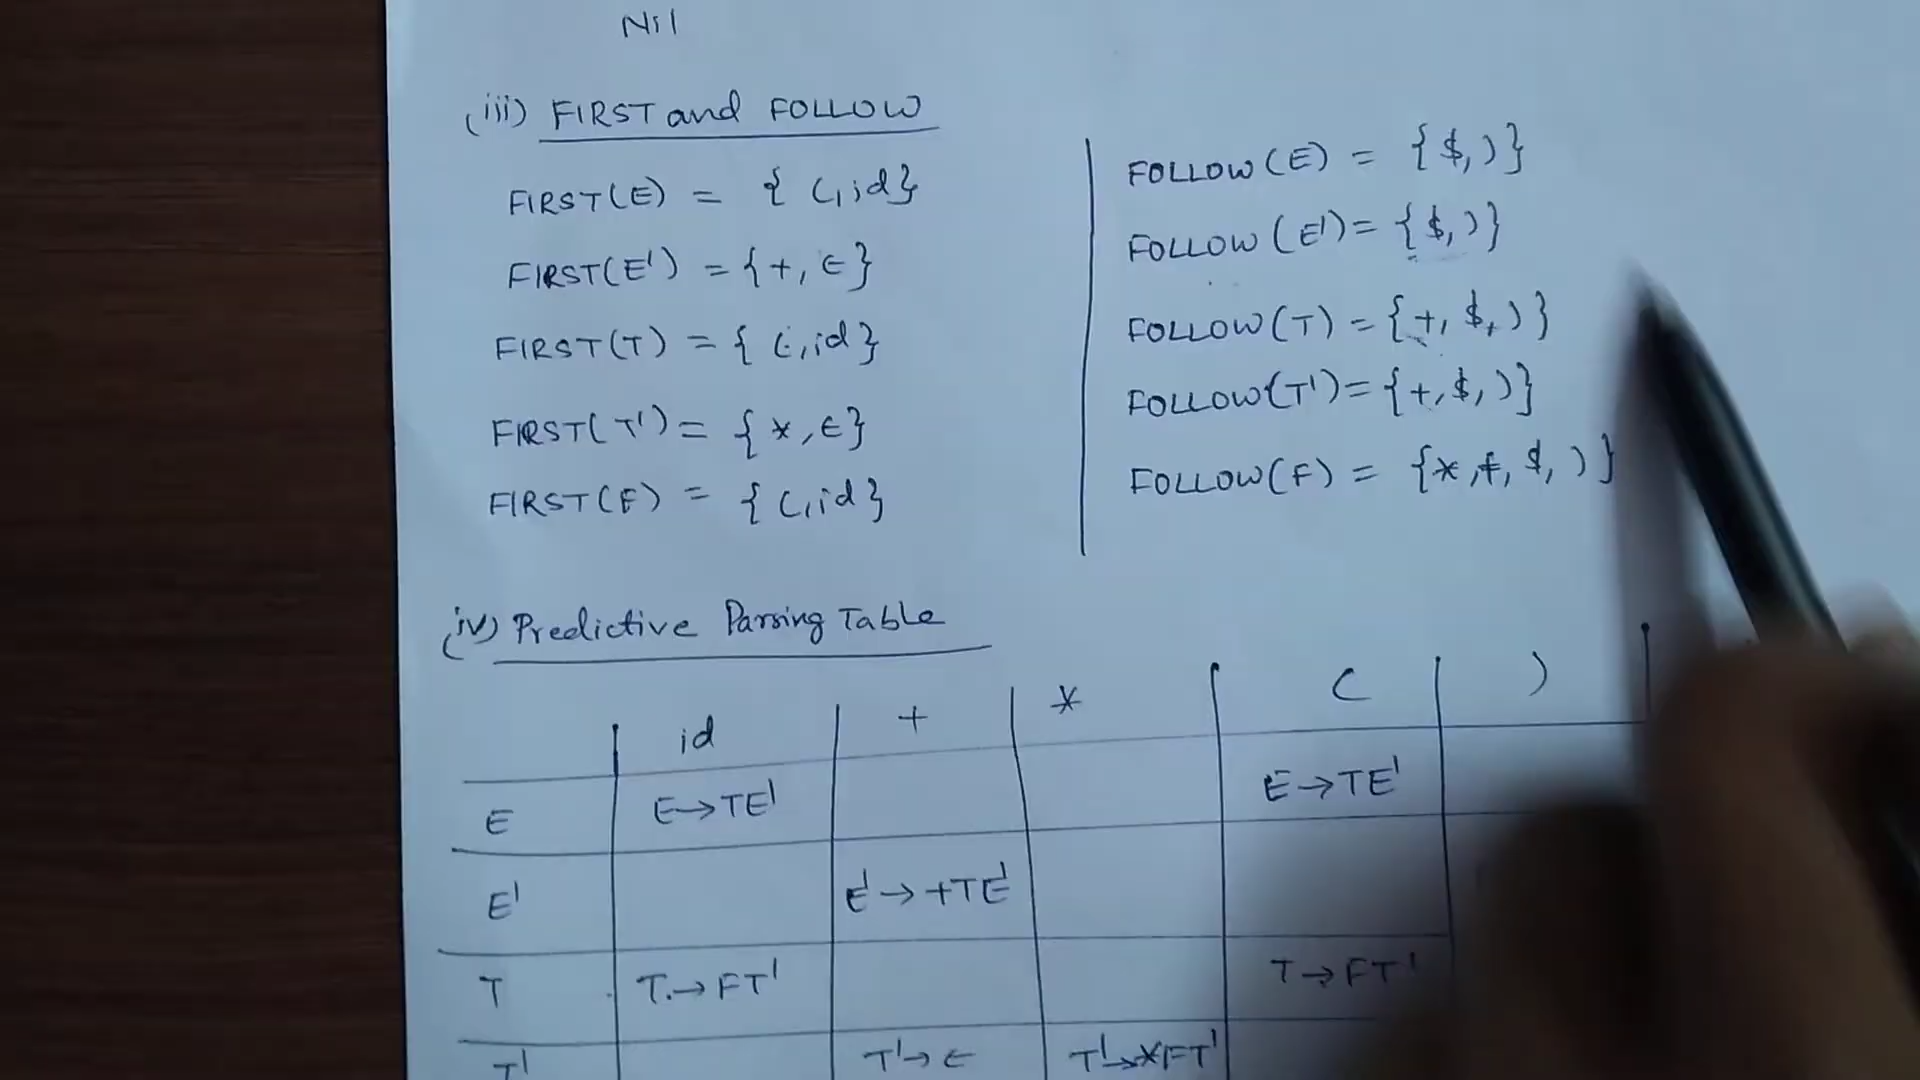 Nil
(iii) FIRST and FOLLOW
FIRST(E) = { (, id}
FIRST(E') = {+, ∈}
FIRST(T) = { (, id}
FIRST(T') = { *, ∈}
FIRST(F) = { (, id}
FOLLOW(E) = {$, )}
FOLLOW(E') = {$, )}
FOLLOW(T) = {+, $, )}
FOLLOW(T') = {+, $, )}
FOLLOW(F) = {*, +, $, )}
(iv) Predictive Parsing Table
id + * ( )
E E→TE' E→TE'
E' E'→+TE'
T T→FT' T→FT'
T' T'→∈ T'→*FT'